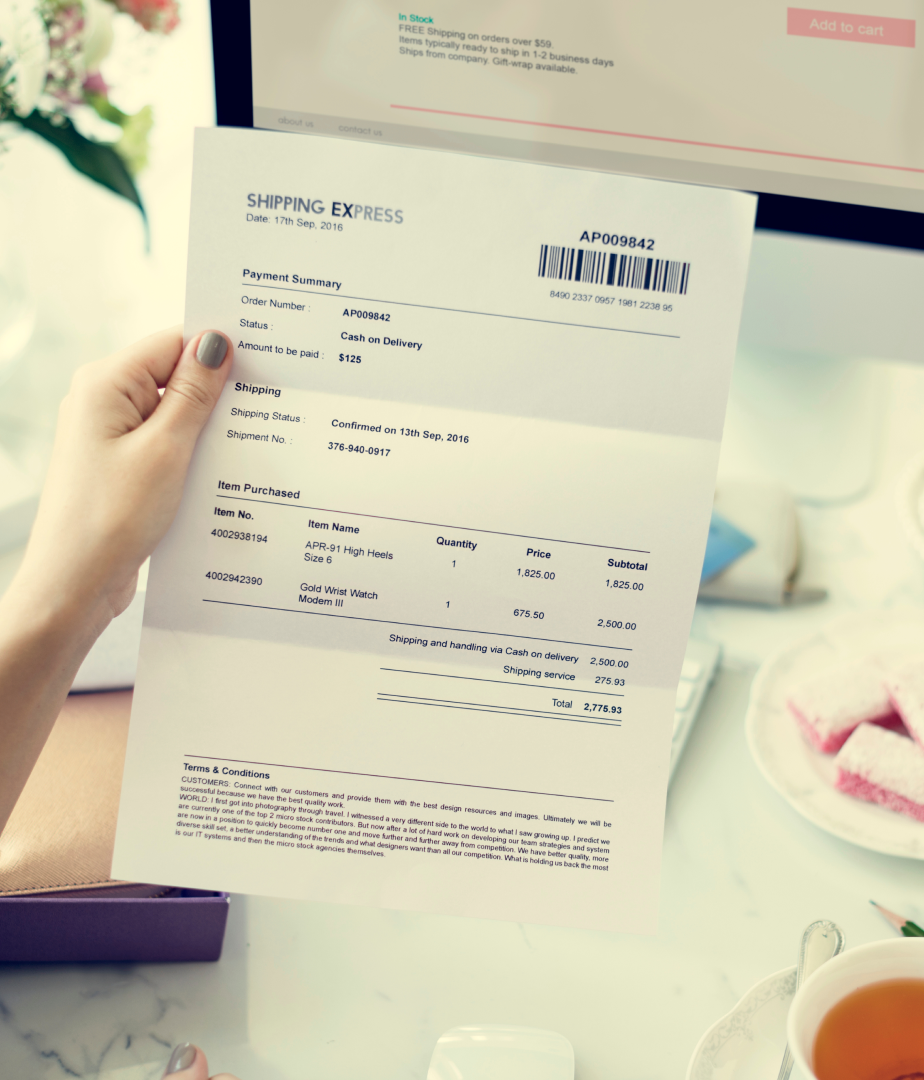 In Stock
FREE Shipping on orders over $59.
Items typically ready to ship in 1-2 business days
Ships from company. Gift-wrap available.
Add to cart
about us contact us
SHIPPING EXPRESS
Date: 17th Sep, 2016
AP009842
8490 2337 0957 1981 2238 95
Payment Summary
Order Number : AP009842
Status : Cash on Delivery
Amount to be paid : $125
Shipping
Shipping Status : Confirmed on 13th Sep, 2016
Shipment No. : 376-940-0917
Item Purchased
Item No. Item Name Quantity Price Subtotal
4002938194 APR-91 High Heels 1 1,825.00 1,825.00
Size 6
4002942390 Gold Wrist Watch 1 675.50 2,500.00
Modern III
Shipping and handling via Cash on delivery 2,500.00
Shipping service 275.93
Total 2,775.93
Terms & Conditions
CUSTOMERS: Connect with our customers and provide them with the best design resources and images. Ultimately we will be
successful because we have the best quality work.
WORLD: I first got into photography through travel. I witnessed a very different side to the world to what I saw growing up. I predict we
are currently one of the top 2 micro stock contributors. But now after a lot of hard work on developing our team strategies and system
are now in a position to quickly become number one and move further and further away from competition. We have better quality, more
diverse skill set, a better understanding of the trends and what designers want than all our competition. What is holding us back the most
is our IT systems and then the micro stock agencies themselves.